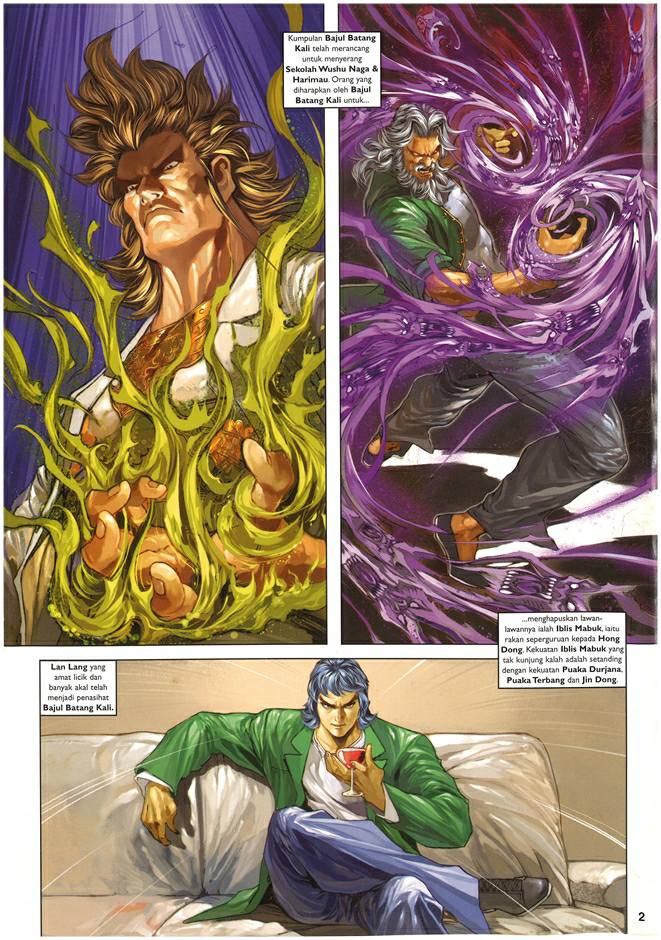 Kumpulan Bajul Batang
Kali telah merancang
untuk menyerang
Sekolah Wushu Naga &
Harimau. Orang yang
diharapkan oleh Bajul
Batang Kali untuk...
...menghapuskan lawan-
lawannya ialah Iblis Mabuk, iaitu
rakan seperguruan kepada Hong
Dong. Kekuatan Iblis Mabuk yang
tak kunjung kalah adalah setanding
dengan kekuatan Puaka Durjana,
Puaka Terbang dan Jin Dong.
Lan Lang yang
amat licik dan
banyak akal telah
menjadi penasihat
Bajul Batang Kali.
2